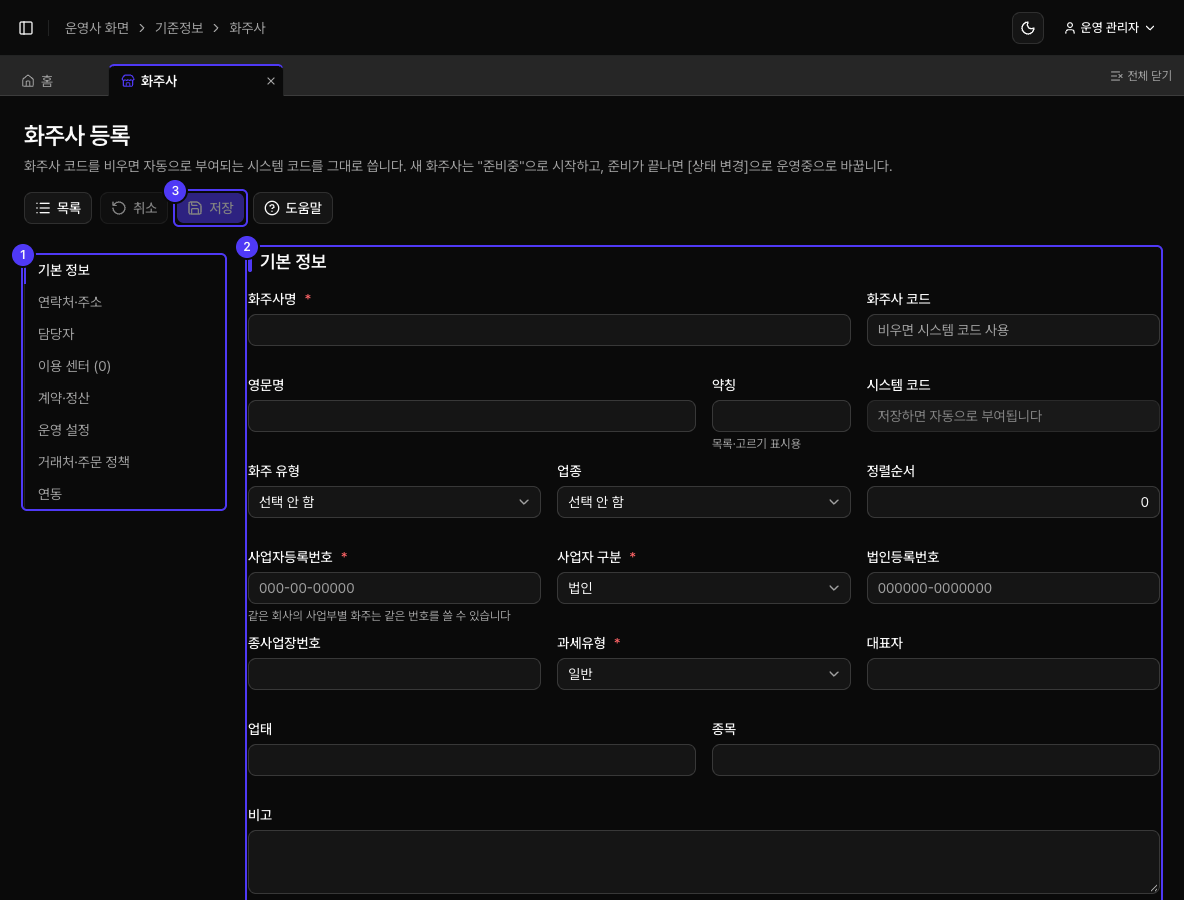 운영사 화면 > 기준정보 > 화주사
운영 관리자
홈
화주사
전체 닫기
화주사 등록
화주사 코드를 비우면 자동으로 부여되는 시스템 코드를 그대로 씁니다. 새 화주사는 "준비중"으로 시작하고, 준비가 끝나면 [상태 변경]으로 운영중으로 바꿉니다.
목록
취소
3
저장
도움말
1
기본 정보
연락처·주소
담당자
이용 센터 (0)
계약·정산
운영 설정
거래처·주문 정책
연동
2
기본 정보
화주사명 *
화주사 코드
비우면 시스템 코드 사용
영문명
약칭
시스템 코드
저장하면 자동으로 부여됩니다
목록·고르기 표시용
화주 유형
업종
정렬순서
선택 안 함
선택 안 함
0
사업자등록번호 *
사업자 구분 *
법인등록번호
000-00-00000
법인
000000-0000000
같은 회사의 사업부별 화주는 같은 번호를 쓸 수 있습니다
종사업장번호
과세유형 *
대표자
일반
업태
종목
비고